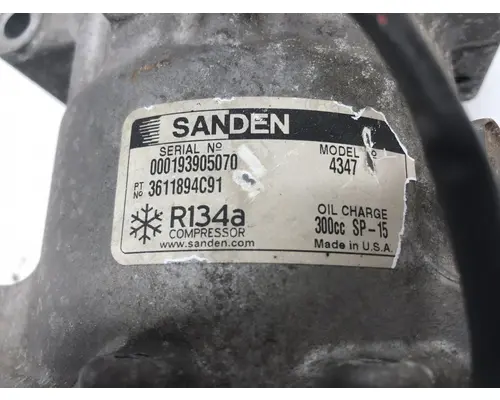 SANDEN
SERIAL Nº
000193905070
MODEL
4347
PT Nº 3611894C91
R134a
COMPRESSOR
www.sanden.com
OIL CHARGE
300cc SP-15
Made in U.S.A.